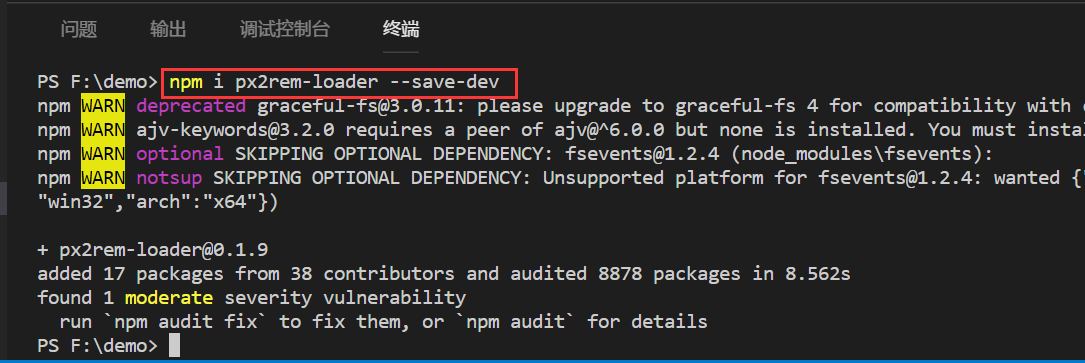 问题 输出 调试控制台 终端
PS F:\demo> npm i px2rem-loader --save-dev
npm WARN deprecated graceful-fs@3.0.11: please upgrade to graceful-fs 4 for compatibility with
npm WARN ajv-keywords@3.2.0 requires a peer of ajv@^6.0.0 but none is installed. You must instal
npm WARN optional SKIPPING OPTIONAL DEPENDENCY: fsevents@1.2.4 (node_modules\fsevents):
npm WARN notsup SKIPPING OPTIONAL DEPENDENCY: Unsupported platform for fsevents@1.2.4: wanted {"
"win32","arch":"x64"})
+ px2rem-loader@0.1.9
added 17 packages from 38 contributors and audited 8878 packages in 8.562s
found 1 moderate severity vulnerability
run `npm audit fix` to fix them, or `npm audit` for details
PS F:\demo>